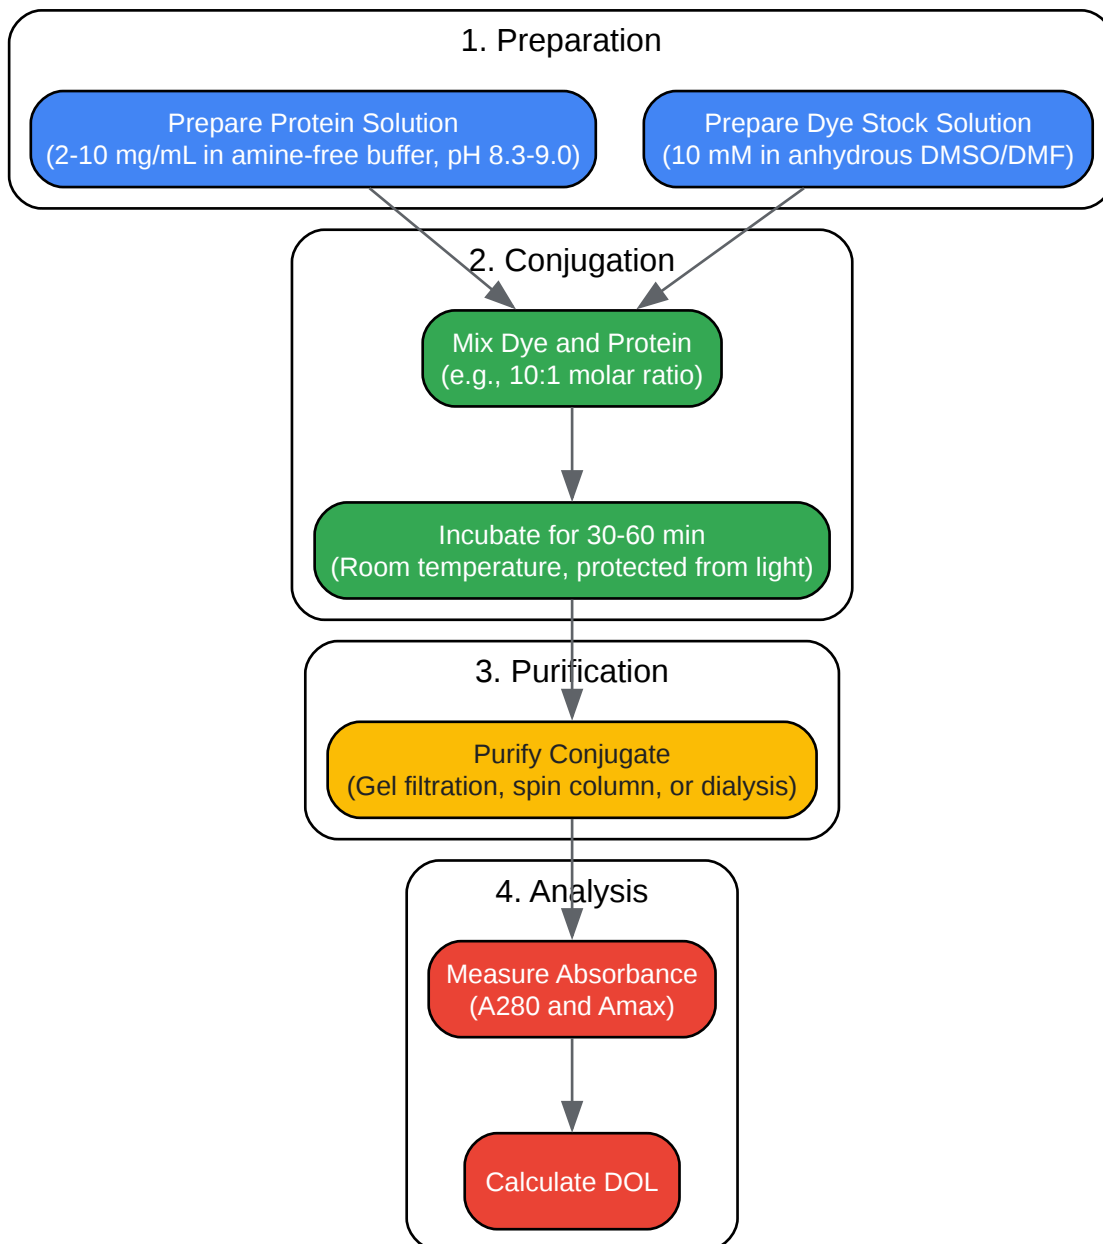 1. Preparation
Prepare Protein Solution
(2-10 mg/mL in amine-free buffer, pH 8.3-9.0)
Prepare Dye Stock Solution
(10 mM in anhydrous DMSO/DMF)
2. Conjugation
Mix Dye and Protein
(e.g., 10:1 molar ratio)
Incubate for 30-60 min
(Room temperature, protected from light)
3. Purification
Purify Conjugate
(Gel filtration, spin column, or dialysis)
4. Analysis
Measure Absorbance
(A280 and Amax)
Calculate DOL